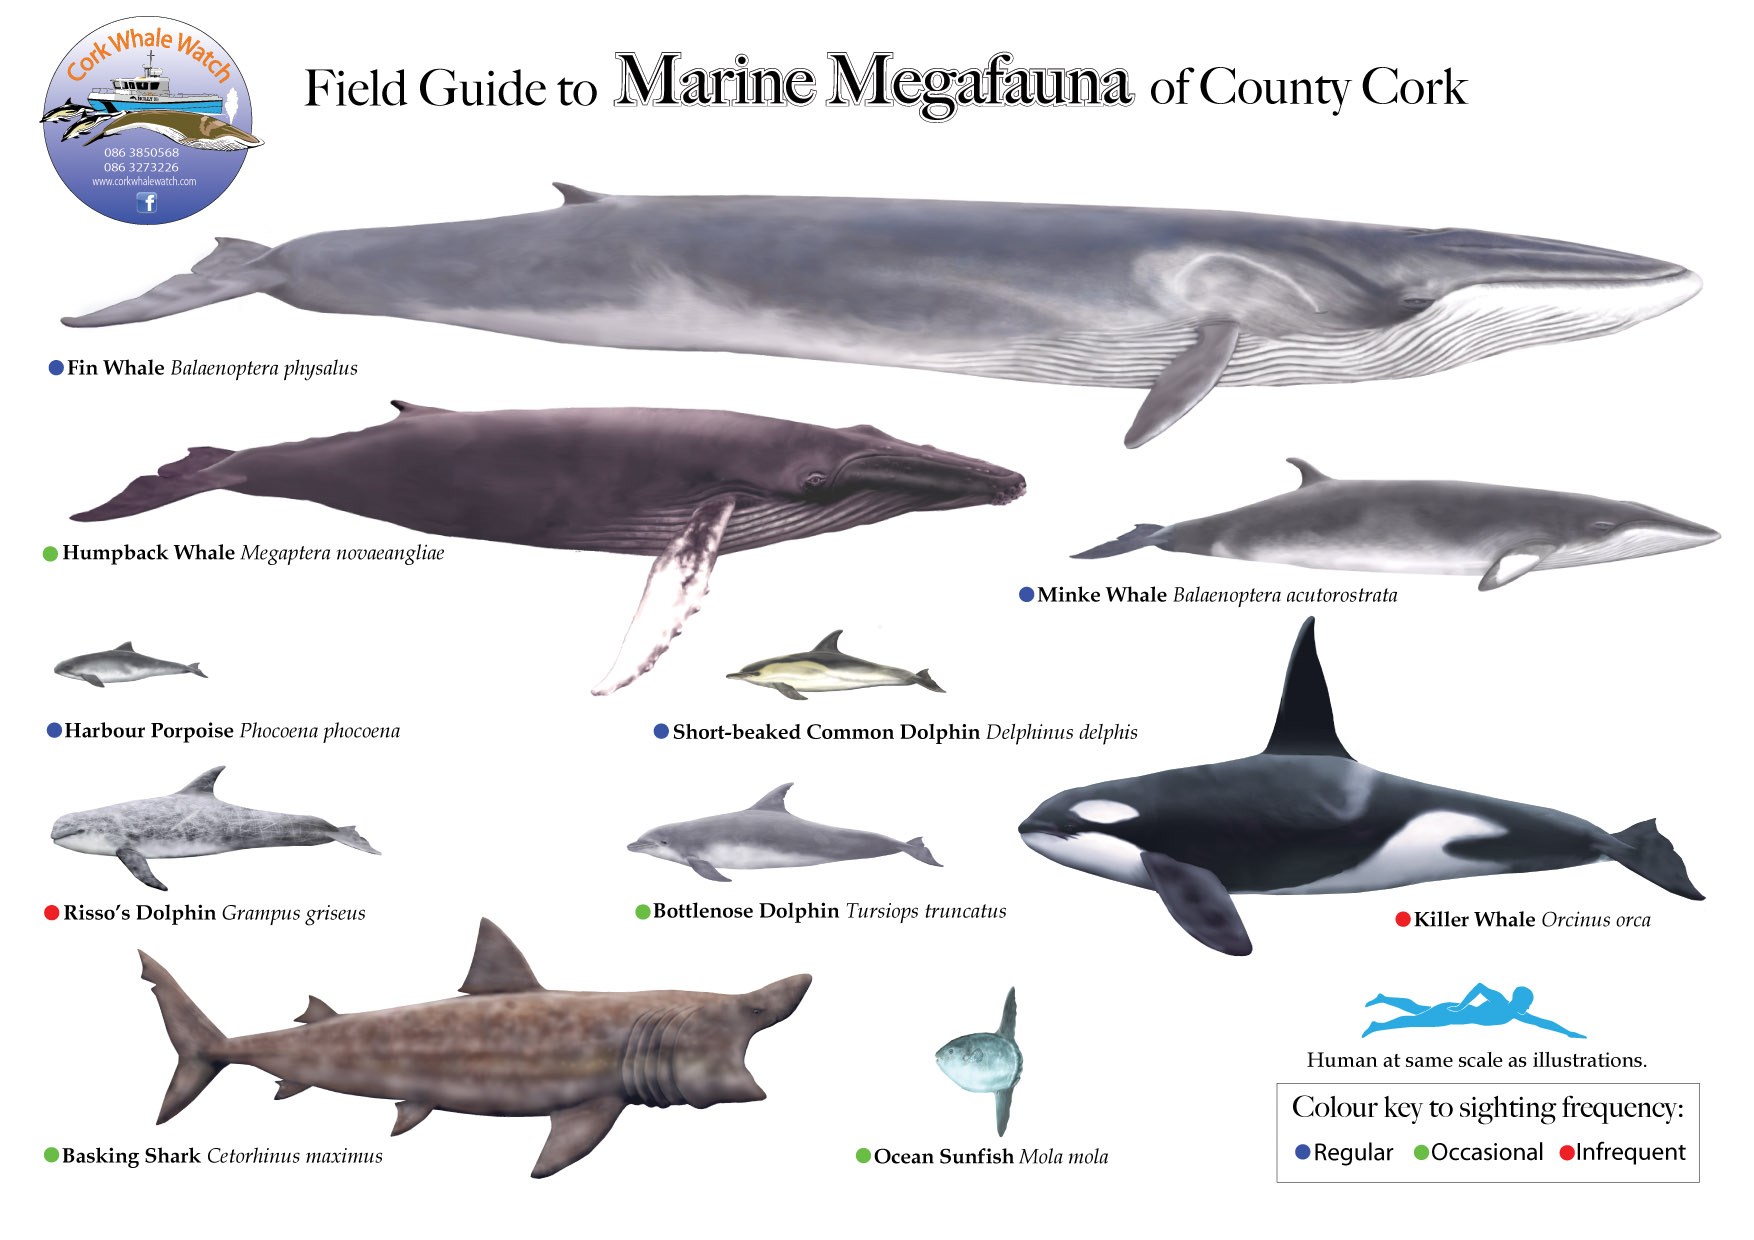 Cork Whale Watch
HOLLY JO
086 3850568
086 3273226
www.corkwhalewatch.com
f
Field Guide to Marine Megafauna of County Cork
Fin Whale Balaenoptera physalus
Humpback Whale Megaptera novaeangliae
Minke Whale Balaenoptera acutorostrata
Harbour Porpoise Phocoena phocoena
Short-beaked Common Dolphin Delphinus delphis
Risso's Dolphin Grampus griseus
Bottlenose Dolphin Tursiops truncatus
Killer Whale Orcinus orca
Human at same scale as illustrations.
Basking Shark Cetorhinus maximus
Ocean Sunfish Mola mola
Colour key to sighting frequency:
Regular Occasional Infrequent